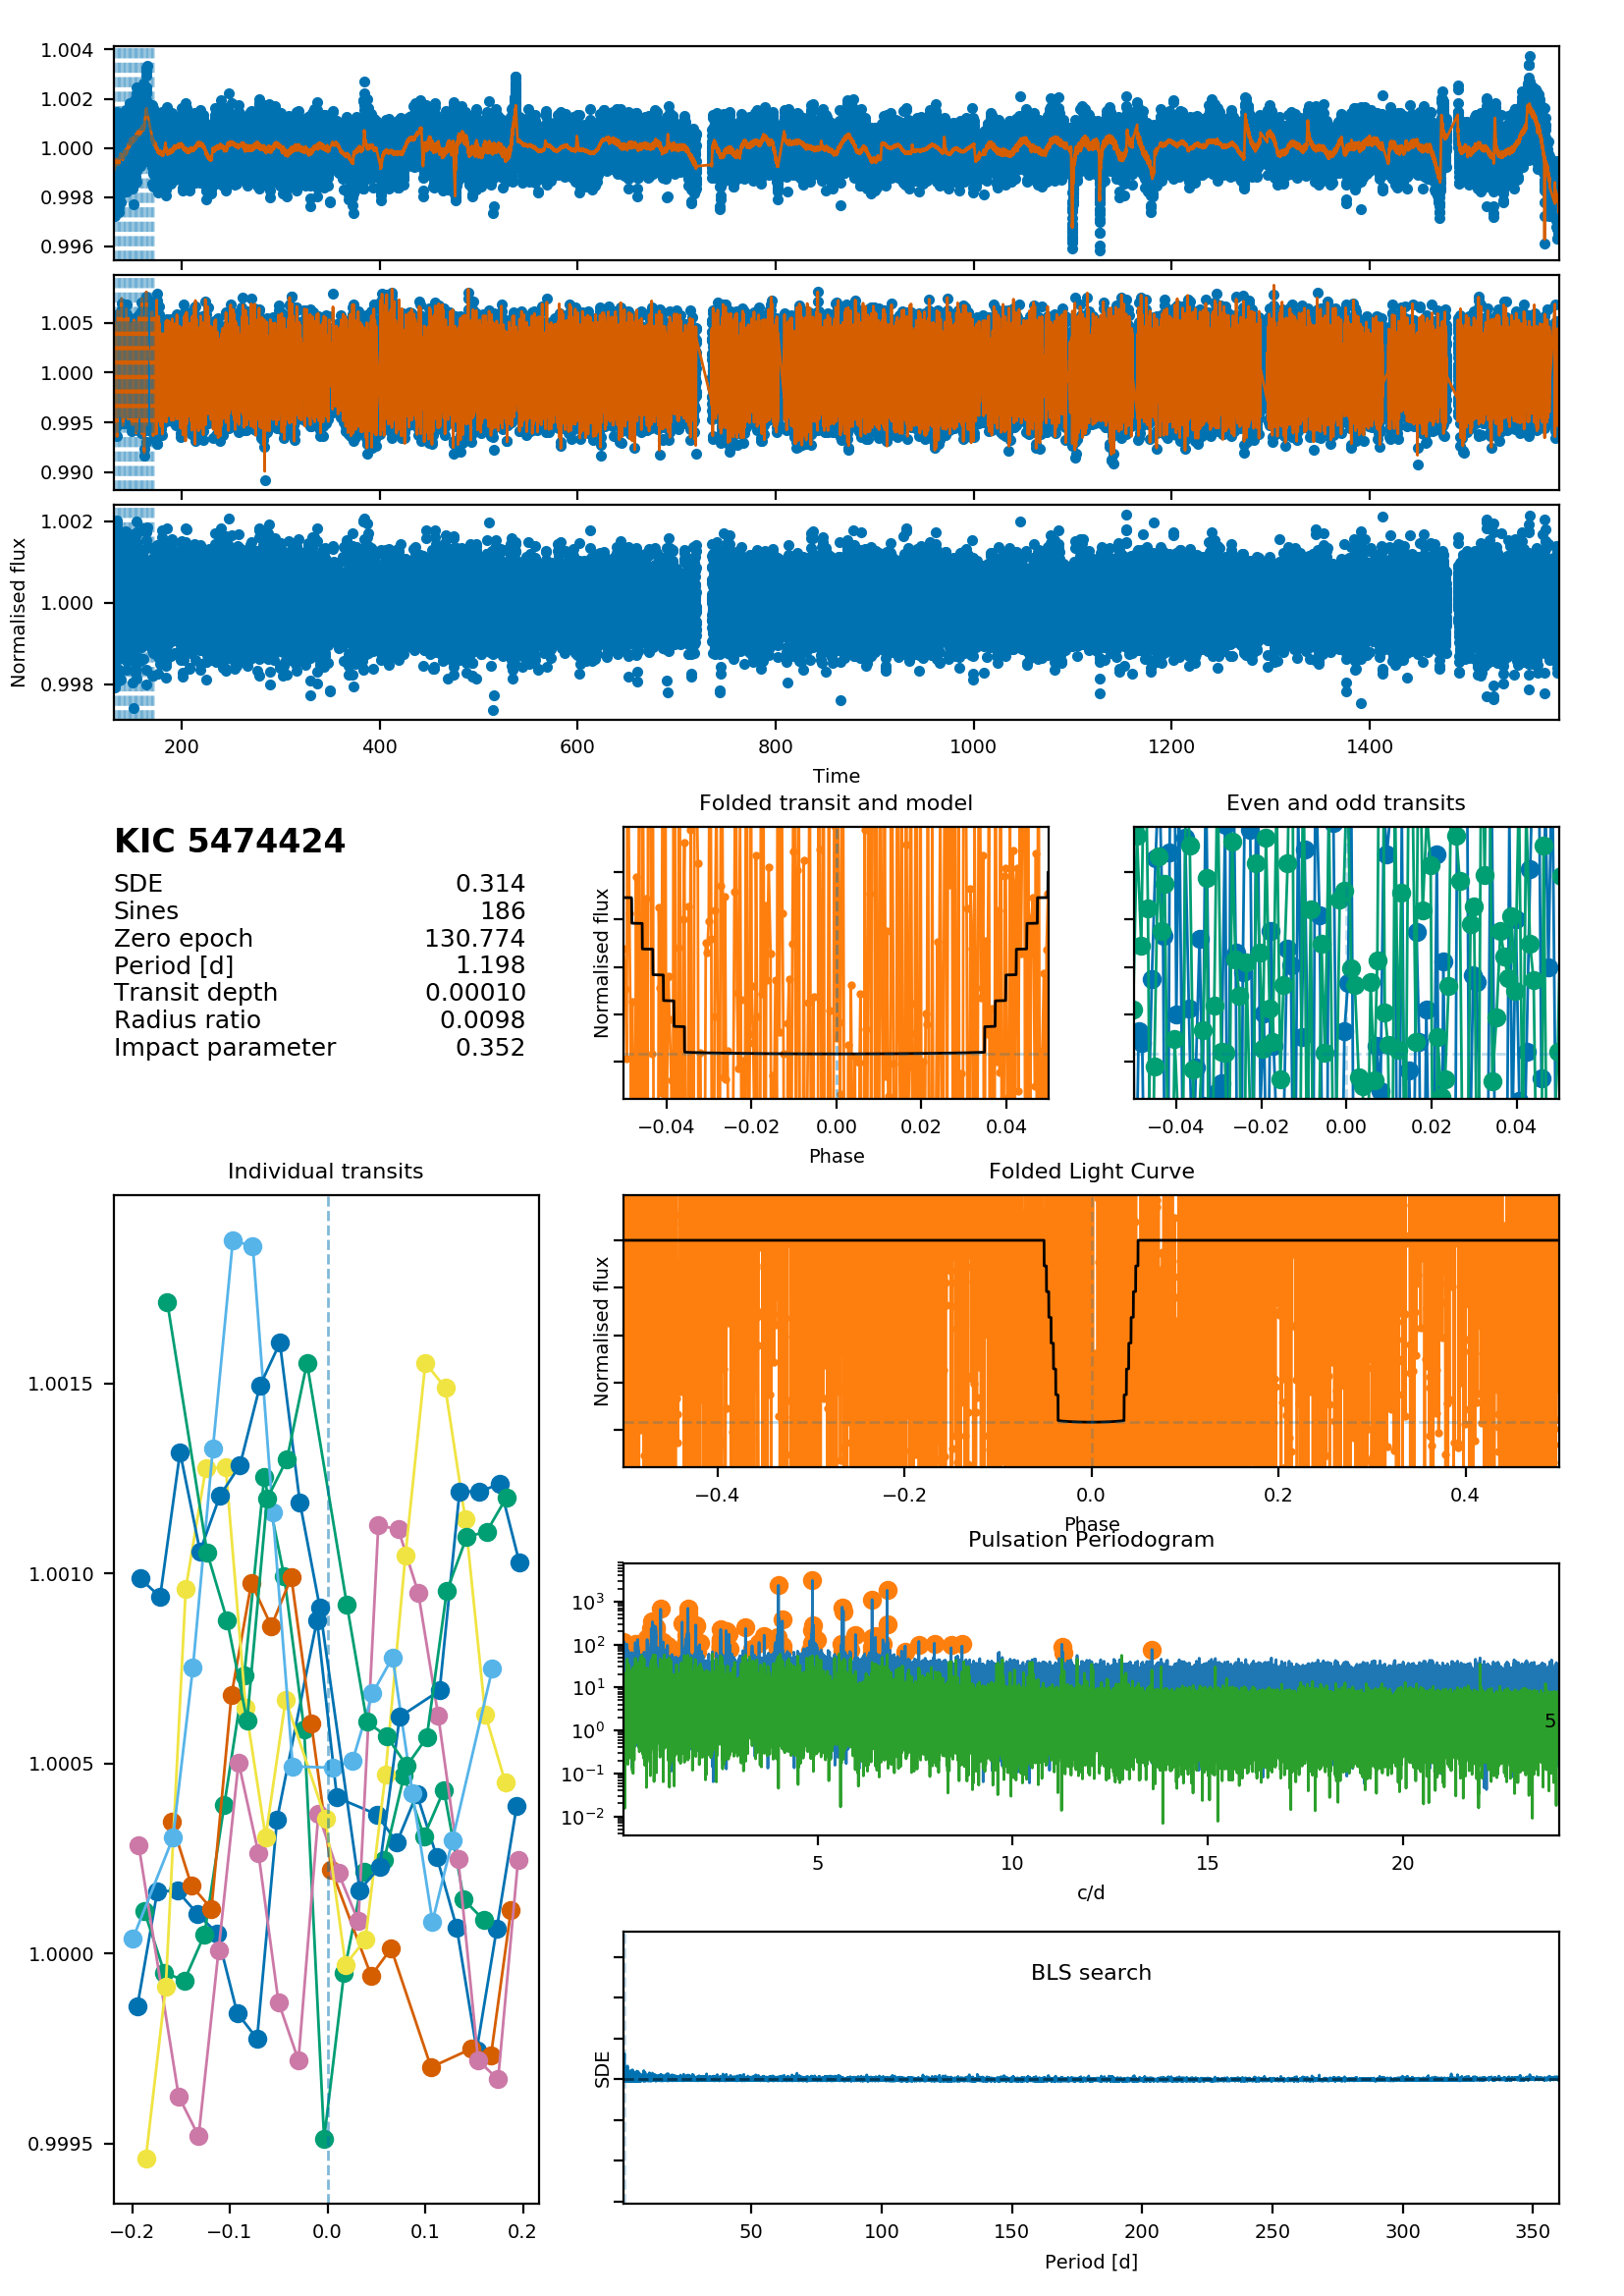 1.004
1.002
1.000
0.998
0.996
1.005
1.000
0.995
0.990
1.002
1.000
0.998
Normalised flux
200 400 600 800 1000 1200 1400
Time
KIC 5474424
SDE 0.314
Sines 186
Zero epoch 130.774
Period [d] 1.198
Transit depth 0.00010
Radius ratio 0.0098
Impact parameter 0.352
Folded transit and model
Normalised flux
−0.04 −0.02 0.00 0.02 0.04
Phase
Even and odd transits
−0.04 −0.02 0.00 0.02 0.04
Individual transits
1.0015
1.0010
1.0005
1.0000
0.9995
−0.2 −0.1 0.0 0.1 0.2
Folded Light Curve
Normalised flux
−0.4 −0.2 0.0 0.2 0.4
Phase
Pulsation Periodogram
10³
10²
10¹
10⁰
10⁻¹
10⁻²
5
5 10 15 20
c/d
BLS search
SDE
50 100 150 200 250 300 350
Period [d]